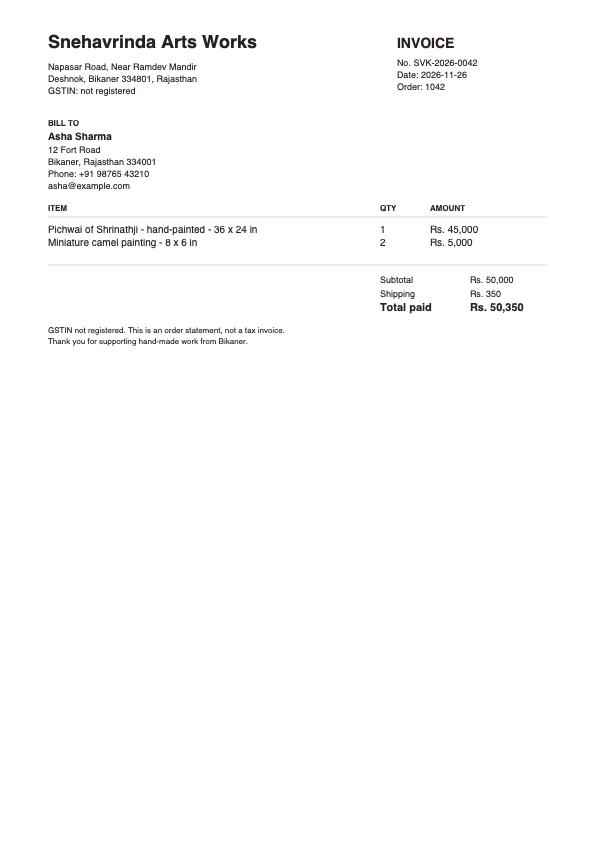 Snehavrinda Arts Works
Napasar Road, Near Ramdev Mandir
Deshnok, Bikaner 334801, Rajasthan
GSTIN: not registered
INVOICE
No. SVK-2026-0042
Date: 2026-11-26
Order: 1042
BILL TO
Asha Sharma
12 Fort Road
Bikaner, Rajasthan 334001
Phone: +91 98765 43210
asha@example.com
ITEM QTY AMOUNT
Pichwai of Shrinathji - hand-painted - 36 x 24 in 1 Rs. 45,000
Miniature camel painting - 8 x 6 in 2 Rs. 5,000
Subtotal Rs. 50,000
Shipping Rs. 350
Total paid Rs. 50,350
GSTIN not registered. This is an order statement, not a tax invoice.
Thank you for supporting hand-made work from Bikaner.